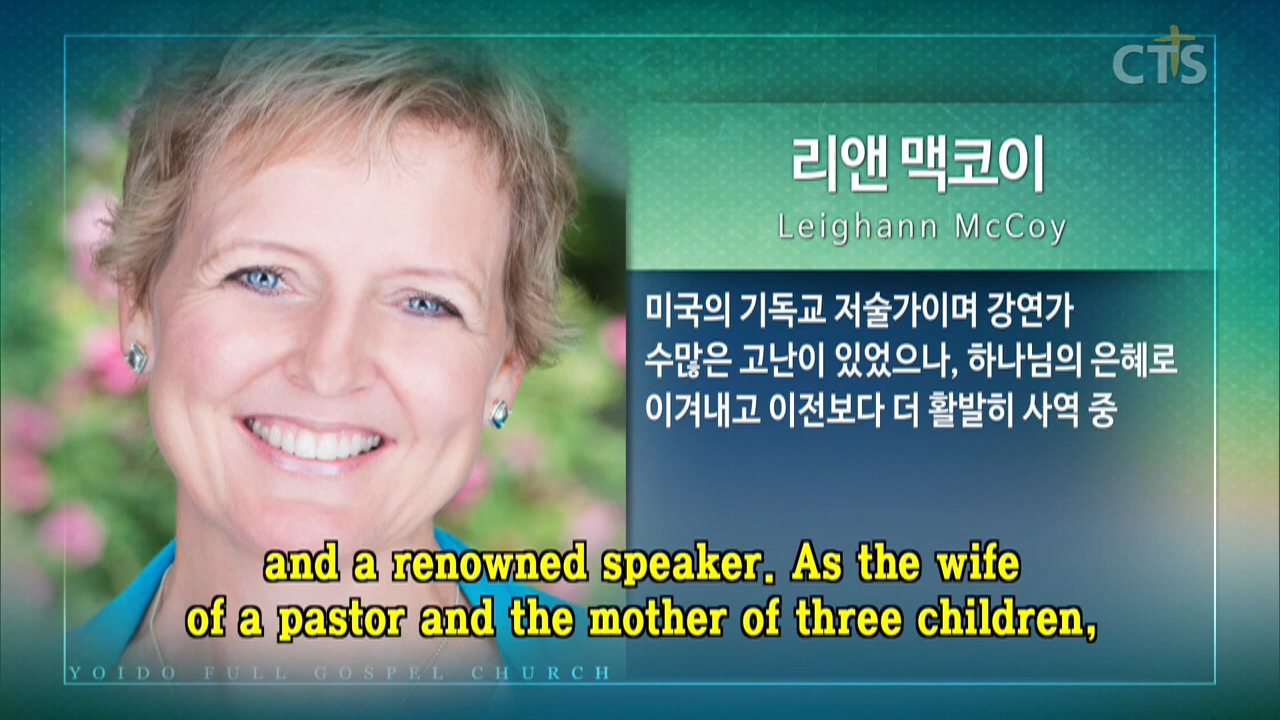 CTS
리앤 맥코이
Leighann McCoy
미국의 기독교 저술가이며 강연가
수많은 고난이 있었으나, 하나님의 은혜로
이겨내고 이전보다 더 활발히 사역 중
and a renowned speaker. As the wife
of a pastor and the mother of three children,
YOIDO FULL GOSPEL CHURCH